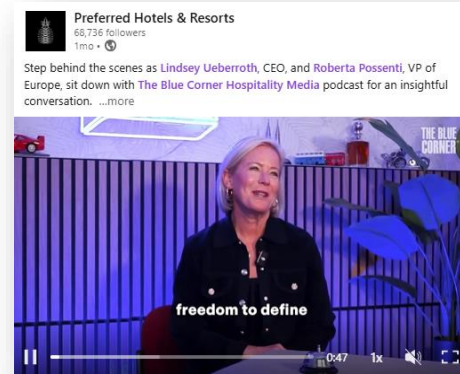 Preferred Hotels & Resorts
68,736 followers
1mo •
Step behind the scenes as Lindsey Ueberroth, CEO, and Roberta Possenti, VP of
Europe, sit down with The Blue Corner Hospitality Media podcast for an insightful
conversation. ...more
THE BLUE
CORNER
freedom to define
0:47 1x